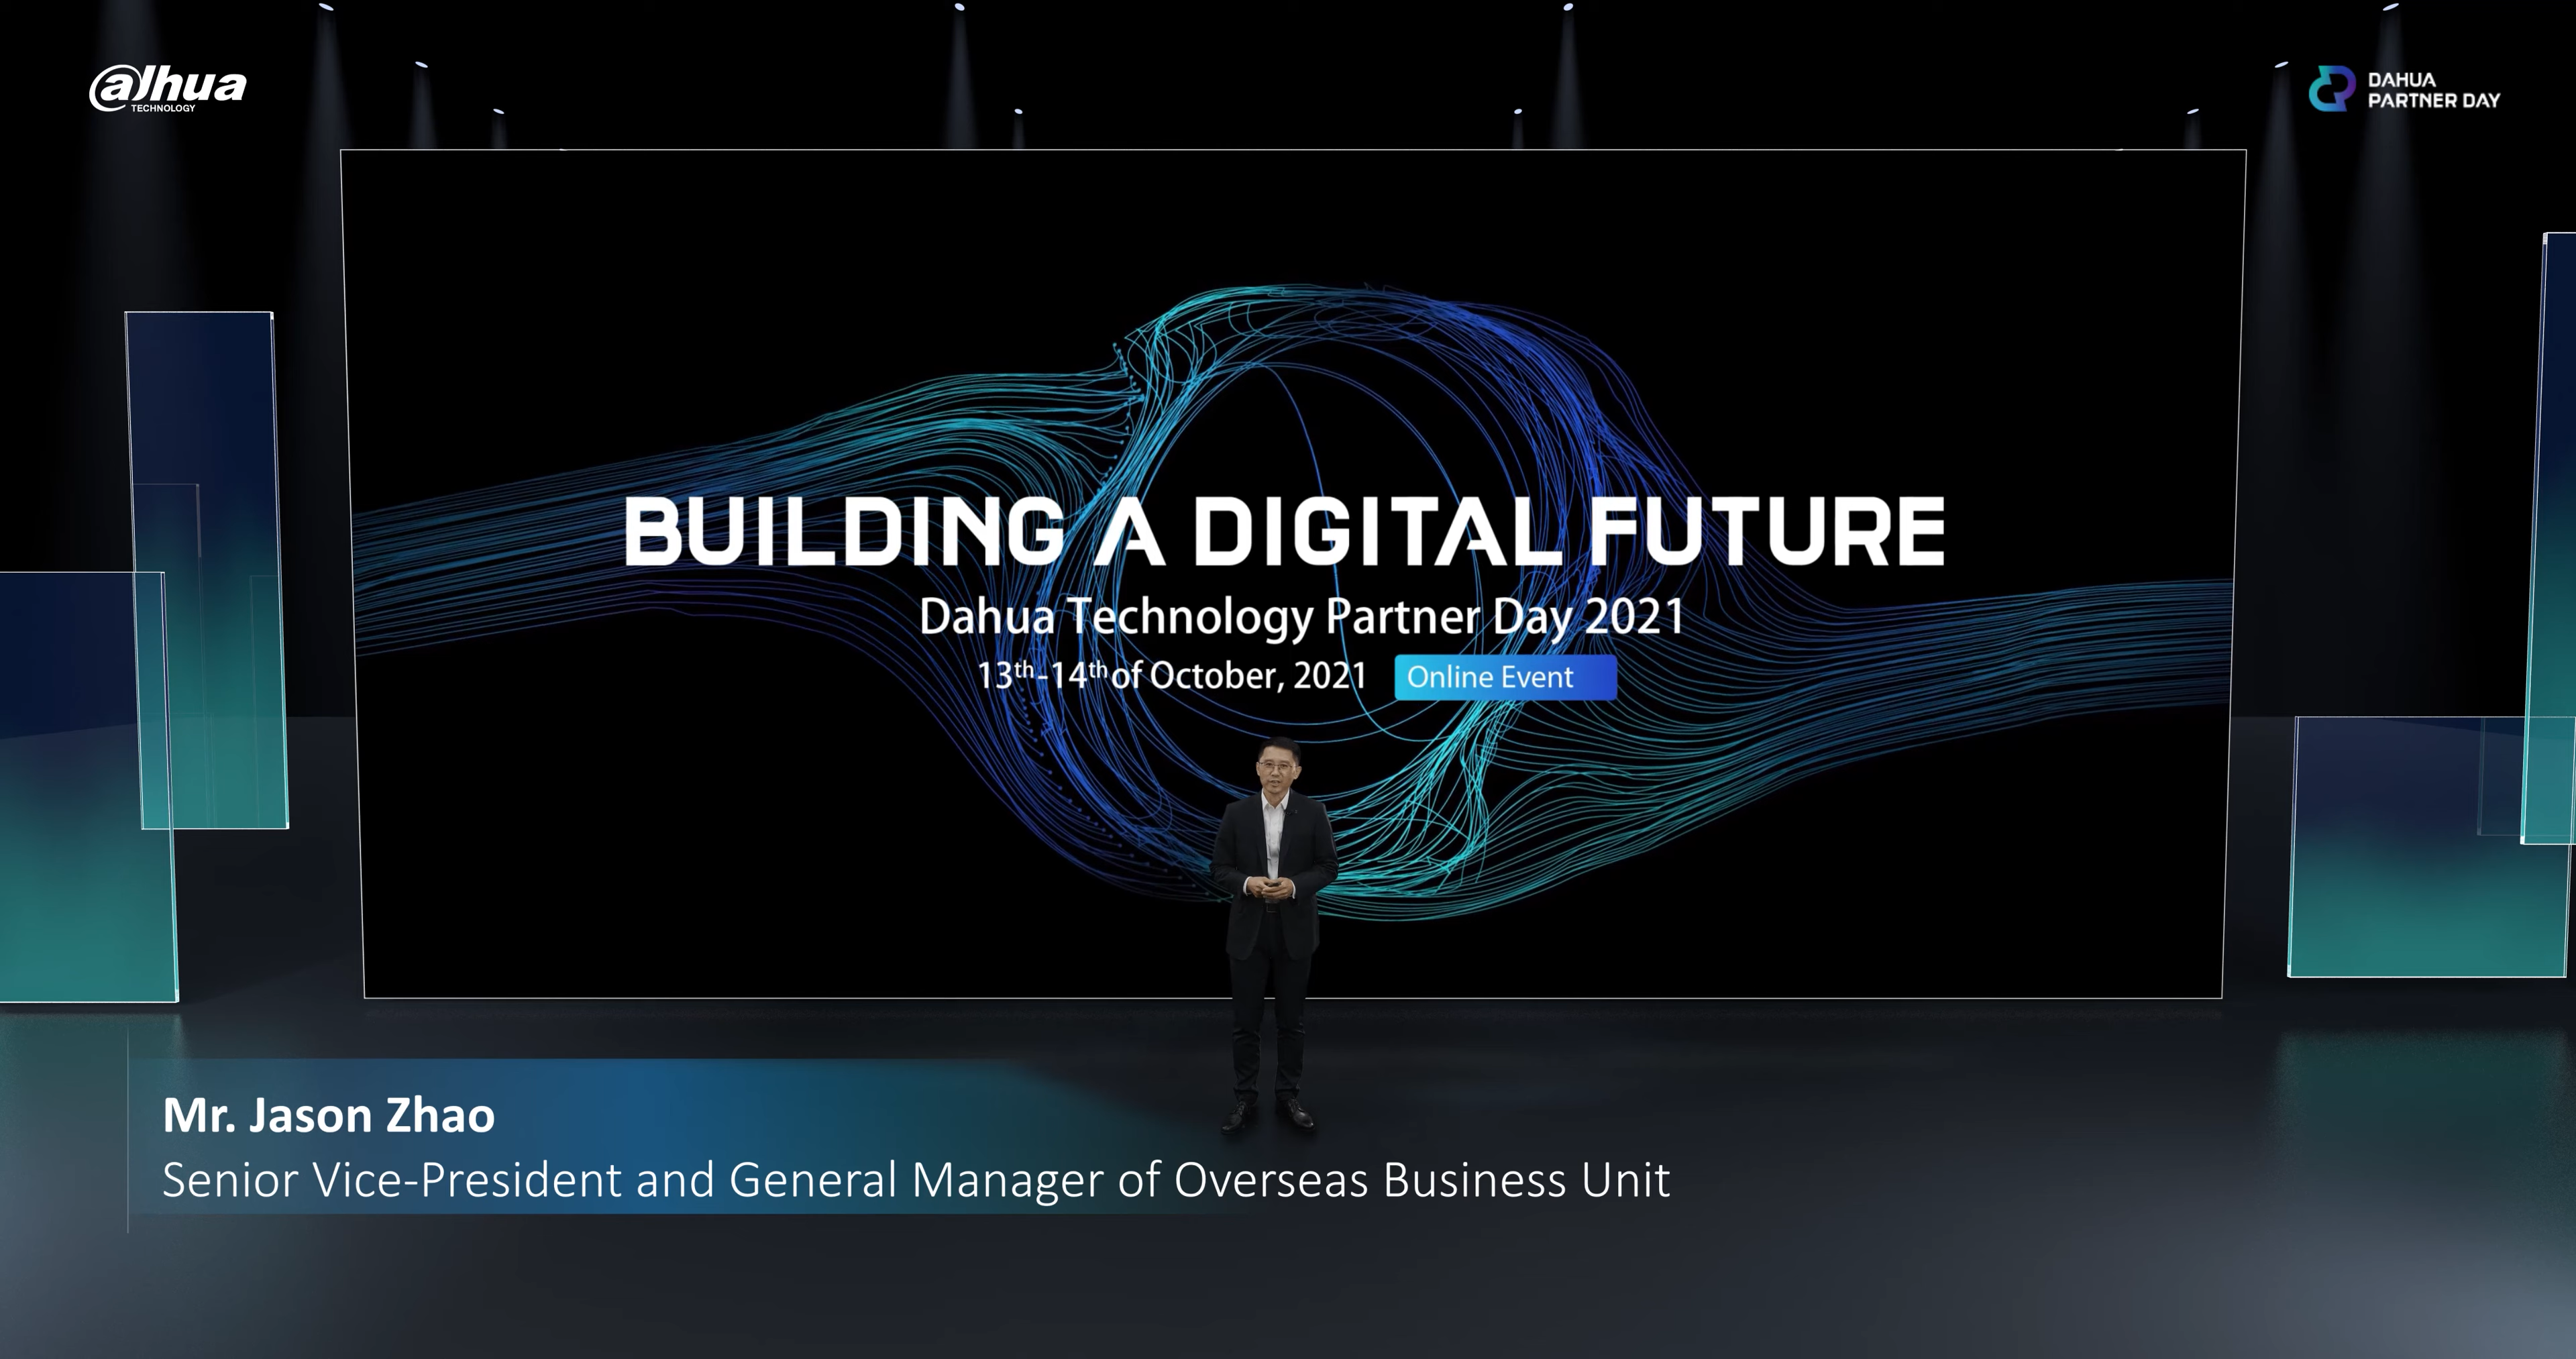 alhua
TECHNOLOGY
DAHUA
PARTNER DAY
BUILDING A DIGITAL FUTURE
Dahua Technology Partner Day 2021
13th-14th of October, 2021 Online Event
Mr. Jason Zhao
Senior Vice-President and General Manager of Overseas Business Unit